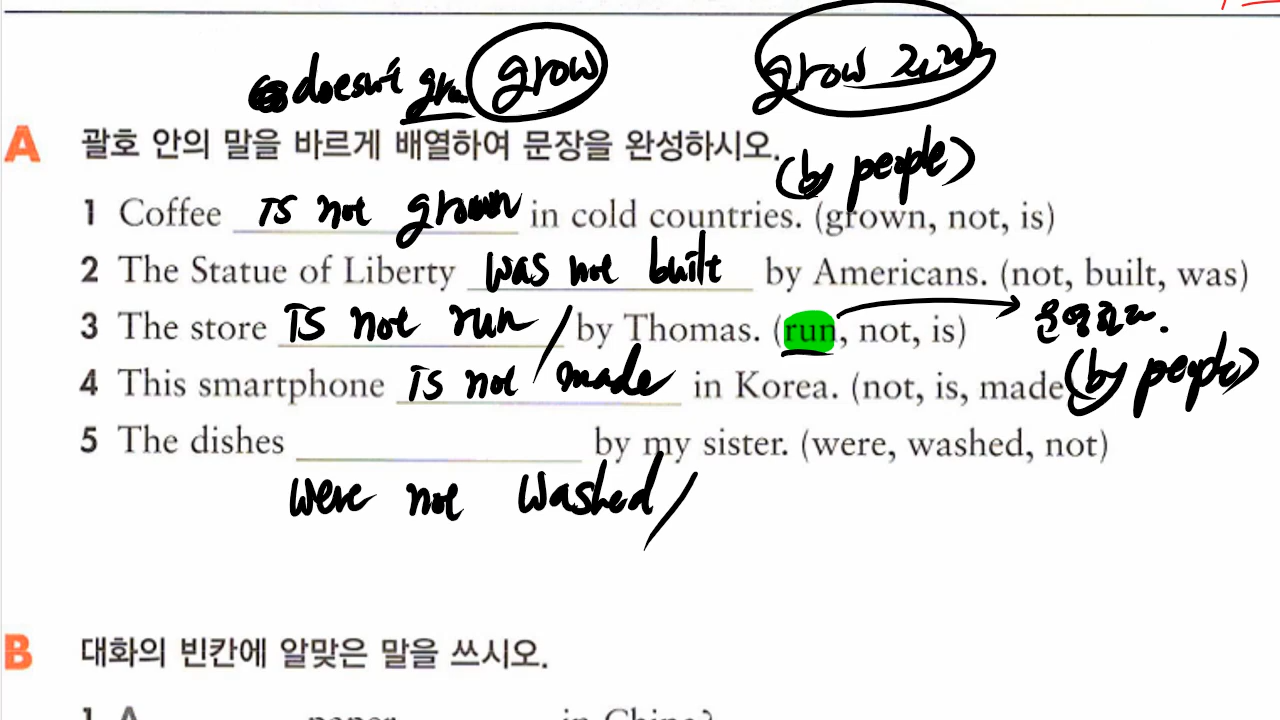 doesn't grow grow
A 괄호 안의 말을 바르게 배열하여 문장을 완성하시오.
(by people)
1 Coffee is not grown in cold countries. (grown, not, is)
2 The Statue of Liberty was not built by Americans. (not, built, was)
3 The store is not run / by Thomas. (run, not, is) 운영한다.
4 This smartphone is not / made in Korea. (not, is, made (by people)
5 The dishes by my sister. (were, washed, not)
were not washed /
B 대화의 빈칸에 알맞은 말을 쓰시오.
1 A paper in China?